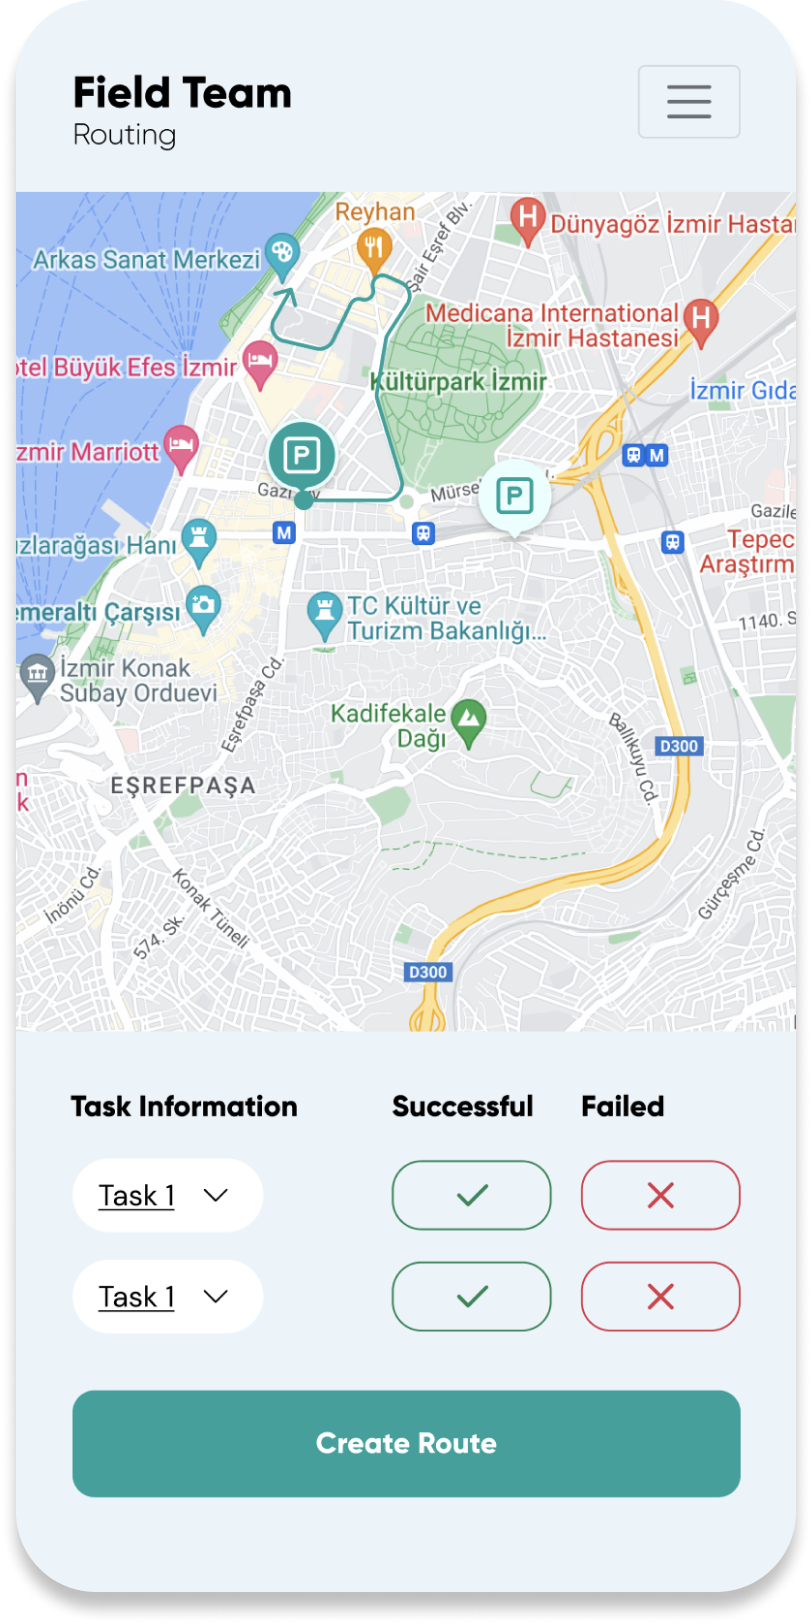 Field Team
Routing
Reyhan
Şair Eşref Blv.
Dünyagöz İzmir Hasta
Arkas Sanat Merkezi
Medicana International
İzmir Hastanesi
tel Büyük Efes İzmir
Kültürpark İzmir
İzmir Gıda
zmir Marriott
P
M
P
Gazi
Mürse
Gazile
M
ızlarağası Hanı
Tepec
Araştırm
emeraltı Çarşısı
TC Kültür ve
Turizm Bakanlığı...
1140. S
İzmir Konak
Subay Orduevi
Eşrefpaşa Cd.
Kadifekale
Dağı
Ballıkuyu Cd.
D300
EŞREFPAŞA
n
k
İnönü Cd.
Konak Tüneli
574. Sk.
Gürçeşme Cd.
D300
Task Information
Successful
Failed
Task 1
Task 1
Create Route